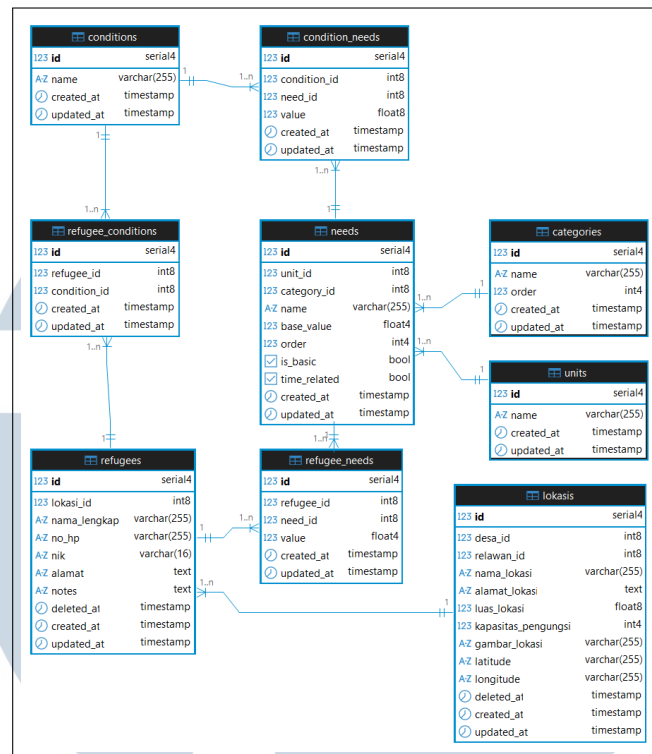 conditions
123 id serial4
A-Z name varchar(255)
created_at timestamp
updated_at timestamp
1
1..n
condition_needs
123 id serial4
123 condition_id int8
123 need_id int8
123 value float8
created_at timestamp
updated_at timestamp
1
1..n
1..n
1
refugee_conditions
123 id serial4
123 refugee_id int8
123 condition_id int8
created_at timestamp
updated_at timestamp
1..n
1
needs
123 id serial4
123 unit_id int8
123 category_id int8
A-Z name varchar(255)
123 base_value float4
123 order int4
is_basic bool
time_related bool
created_at timestamp
updated_at timestamp
1..n
1
1..n
1
1
1..n
categories
123 id serial4
A-Z name varchar(255)
123 order int4
created_at timestamp
updated_at timestamp
units
123 id serial4
A-Z name varchar(255)
created_at timestamp
updated_at timestamp
refugees
123 id serial4
123 lokasi_id int8
A-Z nama_lengkap varchar(255)
A-Z no_hp varchar(255)
A-Z nik varchar(16)
A-Z alamat text
A-Z notes text
deleted_at timestamp
created_at timestamp
updated_at timestamp
1
1..n
1..n
1
refugee_needs
123 id serial4
123 refugee_id int8
123 need_id int8
123 value float4
created_at timestamp
updated_at timestamp
lokasis
123 id serial4
123 desa_id int8
123 relawan_id int8
A-Z nama_lokasi varchar(255)
A-Z alamat_lokasi text
123 luas_lokasi float8
123 kapasitas_pengungsi int4
A-Z gambar_lokasi varchar(255)
A-Z latitude varchar(255)
A-Z longitude varchar(255)
deleted_at timestamp
created_at timestamp
updated_at timestamp